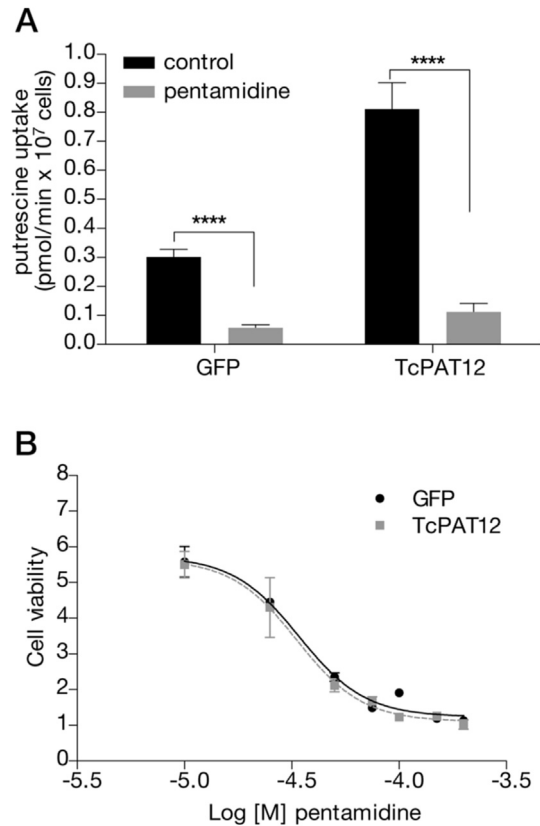 A
putrescine uptake
(pmol/min x 10⁷ cells)
1.0
0.9
0.8
0.7
0.6
0.5
0.4
0.3
0.2
0.1
0.0
control
pentamidine
****
****
GFP
TcPAT12
B
Cell viability
8
7
6
5
4
3
2
1
0
GFP
TcPAT12
-5.5
-5.0
-4.5
-4.0
-3.5
Log [M] pentamidine